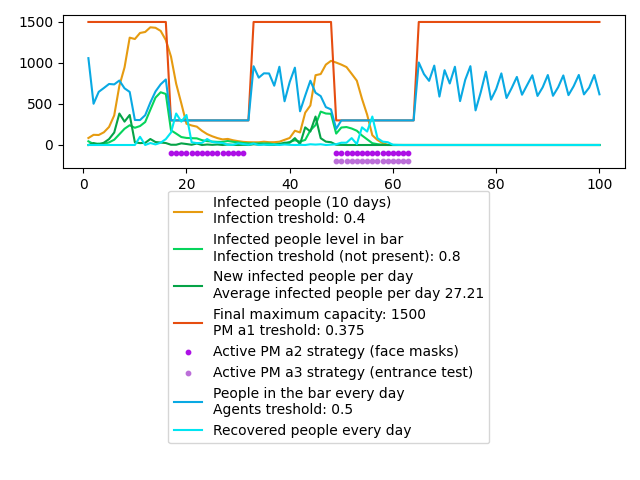 1500
1000
500
0
0 20 40 60 80 100
Infected people (10 days)
Infection treshold: 0.4
Infected people level in bar
Infection treshold (not present): 0.8
New infected people per day
Average infected people per day 27.21
Final maximum capacity: 1500
PM a1 treshold: 0.375
Active PM a2 strategy (face masks)
Active PM a3 strategy (entrance test)
People in the bar every day
Agents treshold: 0.5
Recovered people every day